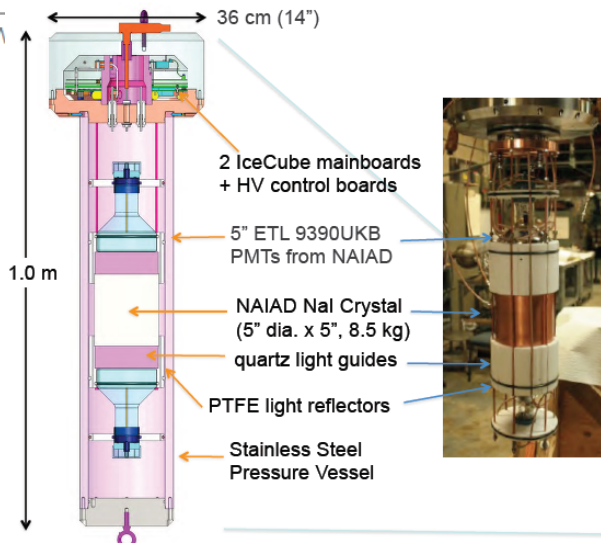 36 cm (14”)
2 IceCube mainboards
+ HV control boards
5” ETL 9390UKB
PMTs from NAIAD
1.0 m
NAIAD NaI Crystal
(5” dia. x 5”, 8.5 kg)
quartz light guides
PTFE light reflectors
Stainless Steel
Pressure Vessel